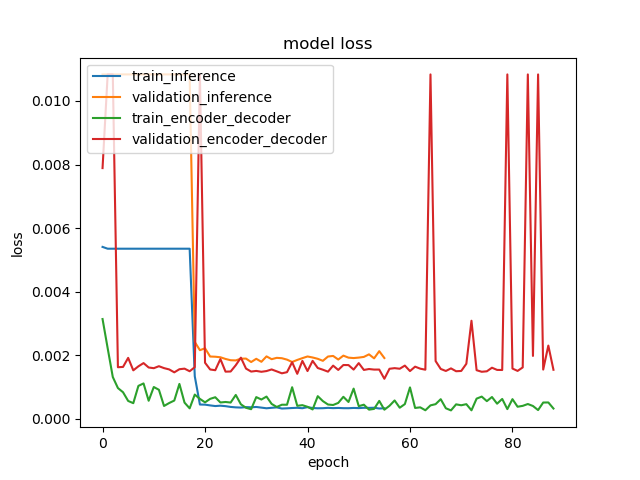 model loss
train_inference
validation_inference
train_encoder_decoder
validation_encoder_decoder
0.010
0.008
0.006
0.004
0.002
0.000
loss
0 20 40 60 80
epoch